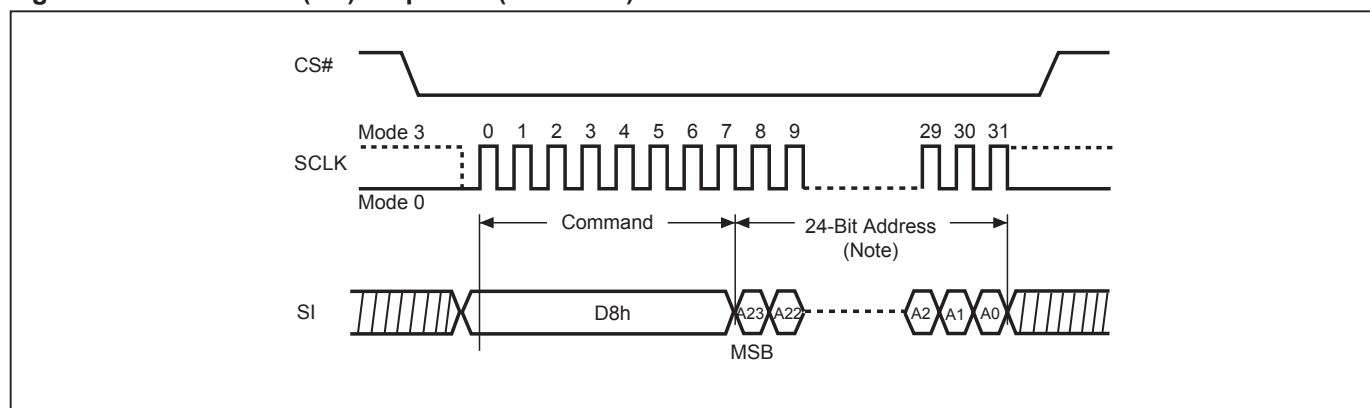 CS#
Mode 3
0 1 2 3 4 5 6 7 8 9 29 30 31
SCLK
Mode 0
Command
24-Bit Address
(Note)
SI
D8h
A23 A22 A2 A1 A0
MSB